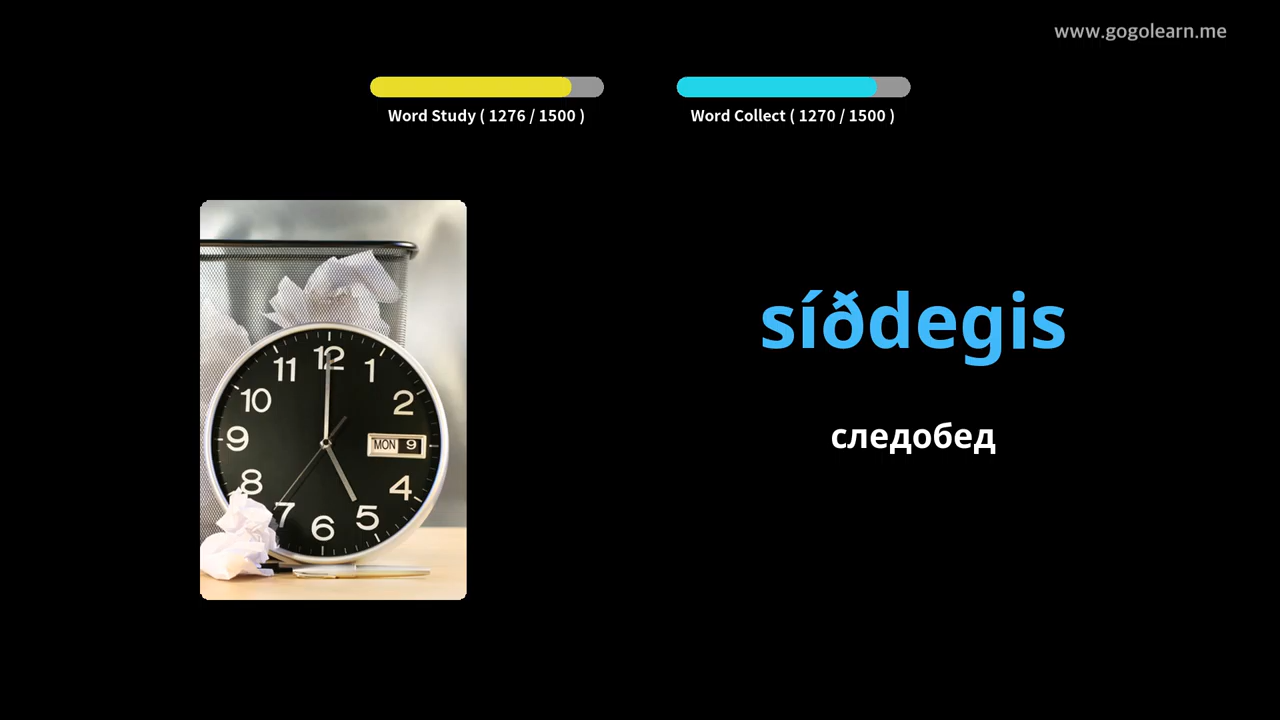 www.gogolearn.me
Word Study ( 1276 / 1500 )
Word Collect ( 1270 / 1500 )
12
11
1
10
2
9
MON 9
8
4
7
5
6
síðdegis
следобед